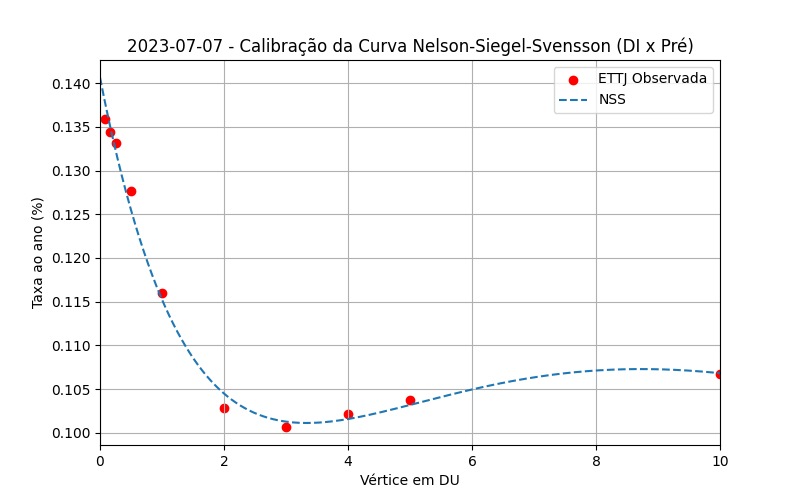 2023-07-07 - Calibração da Curva Nelson-Siegel-Svensson (DI x Pré)
ETTJ Observada
NSS
Taxa ao ano (%)
0.140
0.135
0.130
0.125
0.120
0.115
0.110
0.105
0.100
0 2 4 6 8 10
Vértice em DU